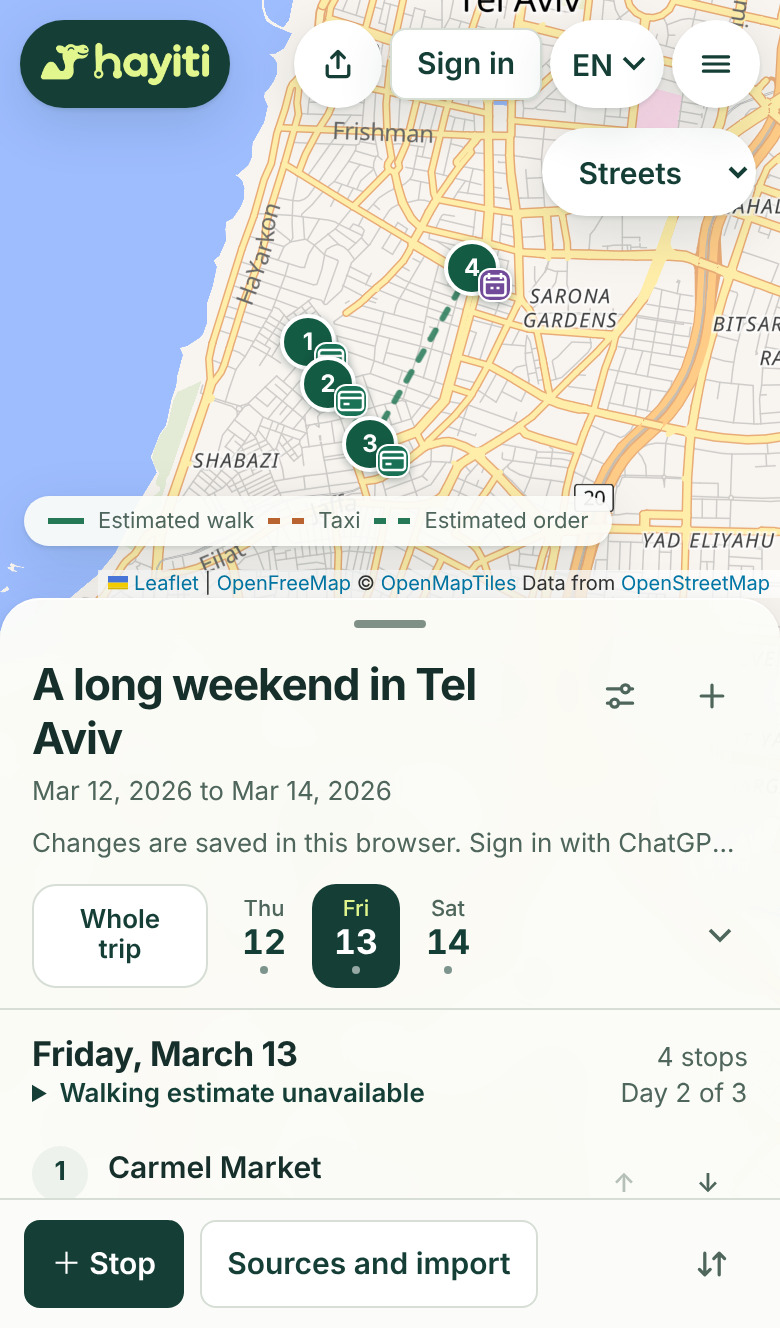 Tel Aviv
hayiti
Sign in
EN
Frishman
Streets
HaYarkon
4
SARONA
GARDENS
1
2
3
SHABAZI
20
Estimated walk
Taxi
Estimated order
YAD ELIYAHU
Eilat
Leaflet | OpenFreeMap © OpenMapTiles Data from OpenStreetMap
A long weekend in Tel
Aviv
Mar 12, 2026 to Mar 14, 2026
Changes are saved in this browser. Sign in with ChatGP...
Whole
trip
Thu
12
Fri
13
Sat
14
Friday, March 13
4 stops
Walking estimate unavailable
Day 2 of 3
1
Carmel Market
+ Stop
Sources and import